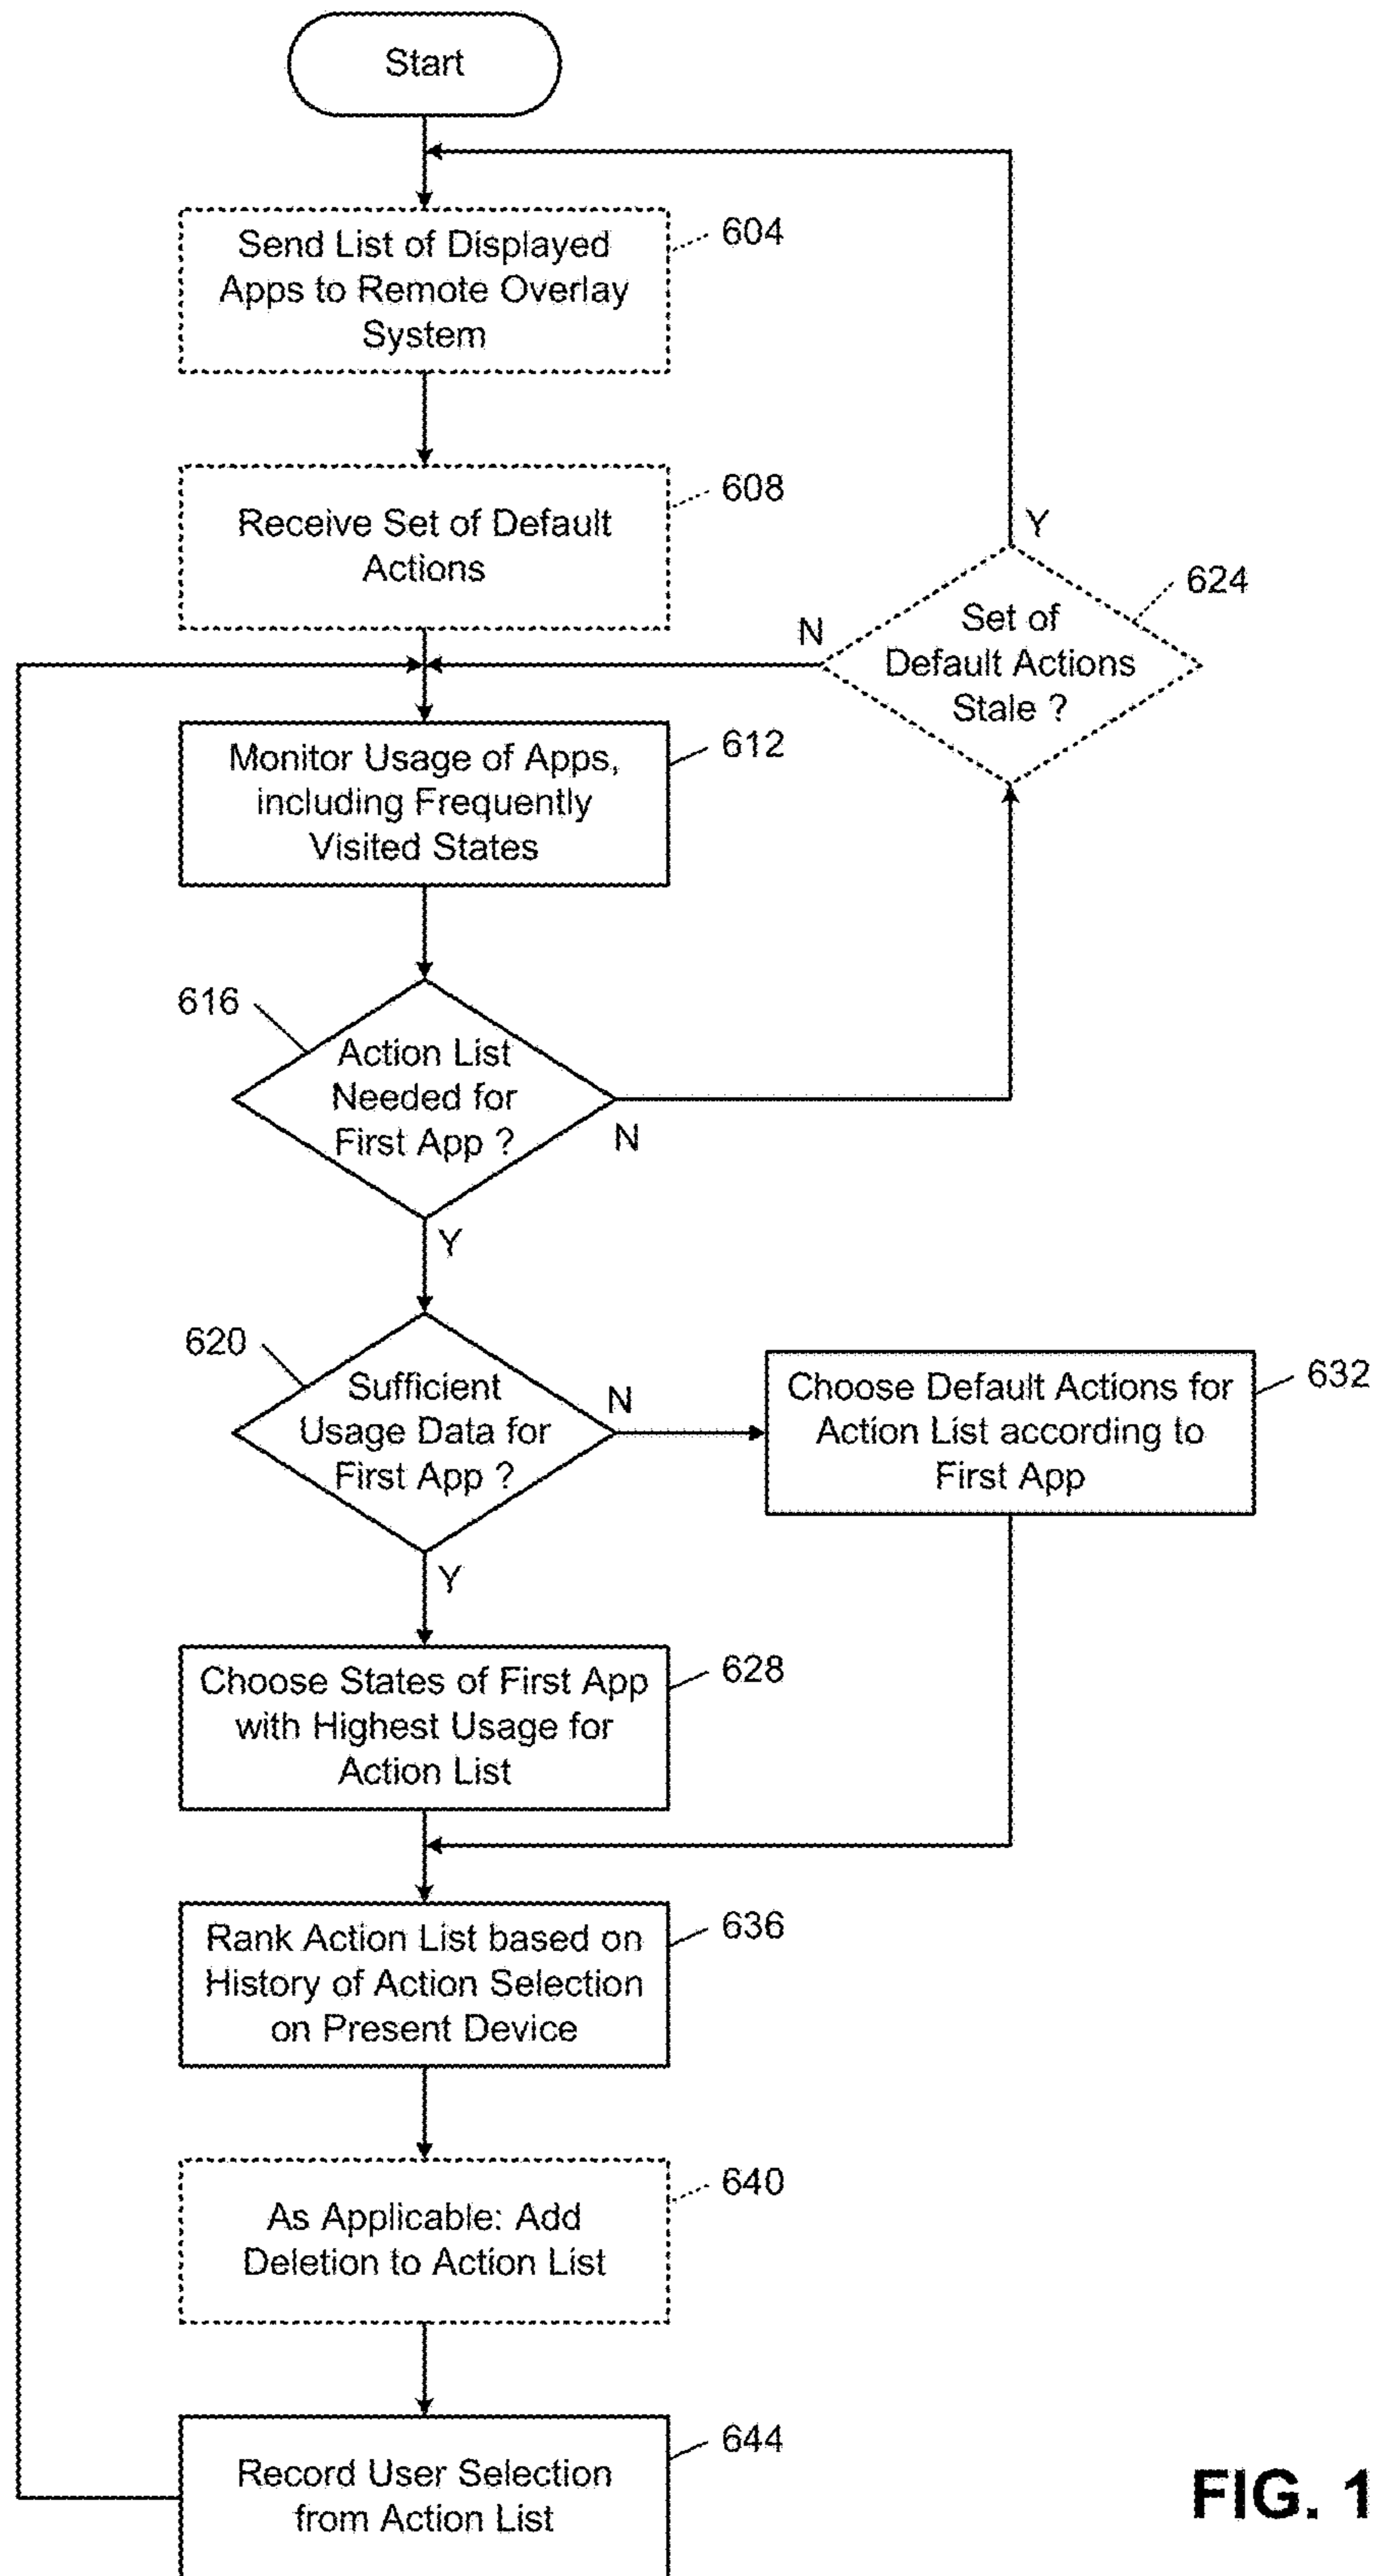 Start
Send List of Displayed
Apps to Remote Overlay
System
604
Receive Set of Default
Actions
608
Y
624
Set of
Default Actions
Stale ?
N
Monitor Usage of Apps,
including Frequently
Visited States
612
616
Action List
Needed for
First App ?
N
Y
620
Sufficient
Usage Data for
First App ?
N
Choose Default Actions for
Action List according to
First App
632
Y
Choose States of First App
with Highest Usage for
Action List
628
Rank Action List based on
History of Action Selection
on Present Device
636
As Applicable: Add
Deletion to Action List
640
Record User Selection
from Action List
644
FIG. 1